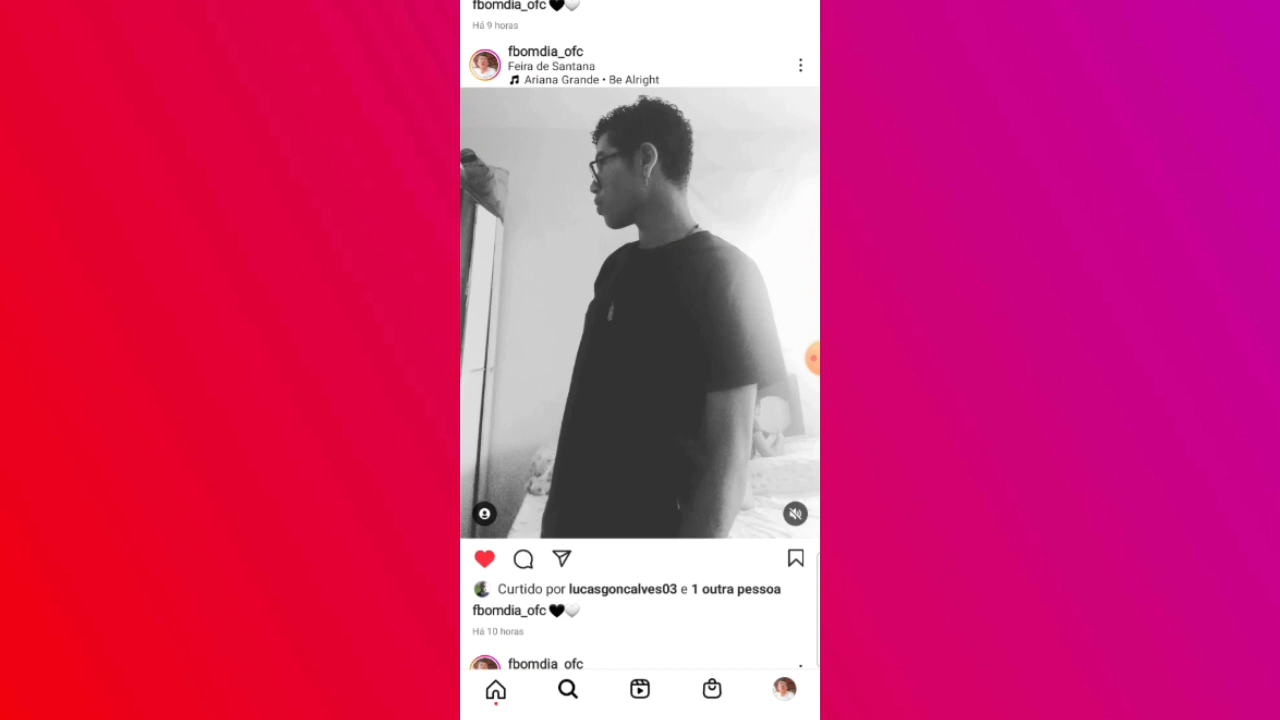 fbomdia_ofc 🖤🤍
Há 9 horas
fbomdia_ofc
Feira de Santana
Ariana Grande • Be Alright
Curtido por lucasgoncalves03 e 1 outra pessoa
fbomdia_ofc 🖤🤍
Há 10 horas
fbomdia_ofc